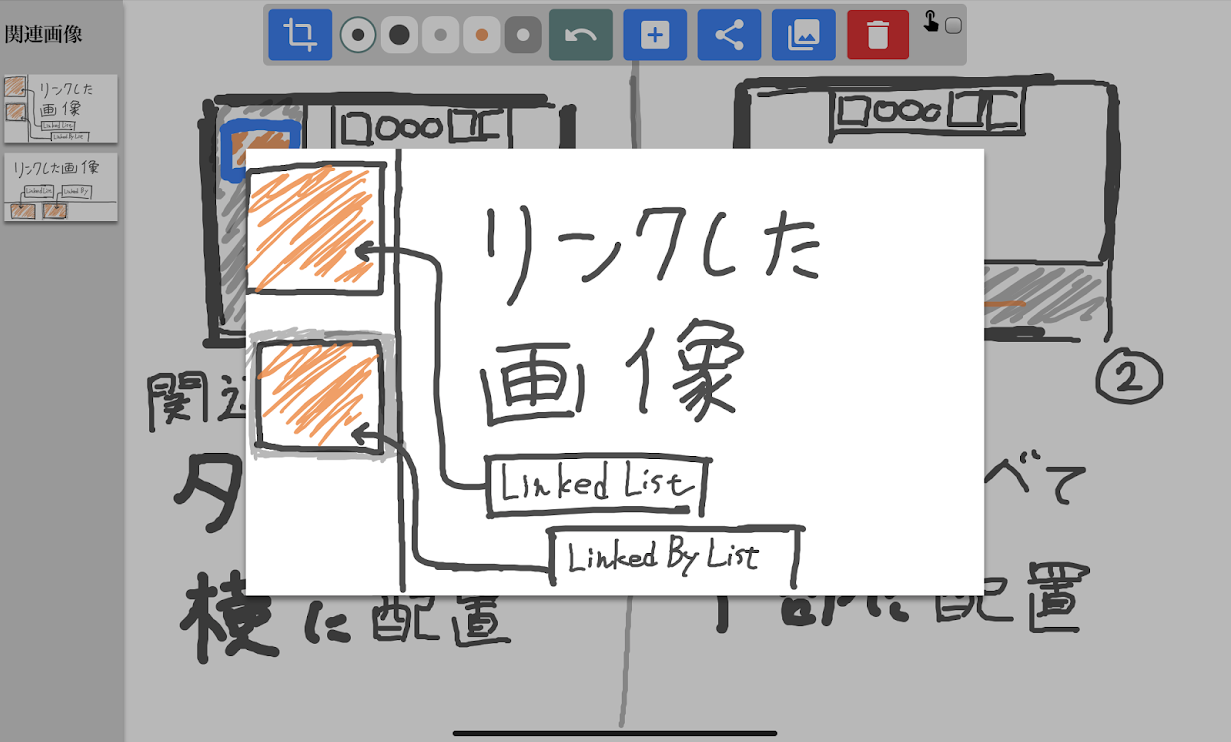 関連画像
リンクした
画像
Linked List
Linked By List
リンクした画像
Linked List
Linked By
リンクした
画像
Linked List
Linked By List
関
②
タ
べて
横に配置
下部に配置